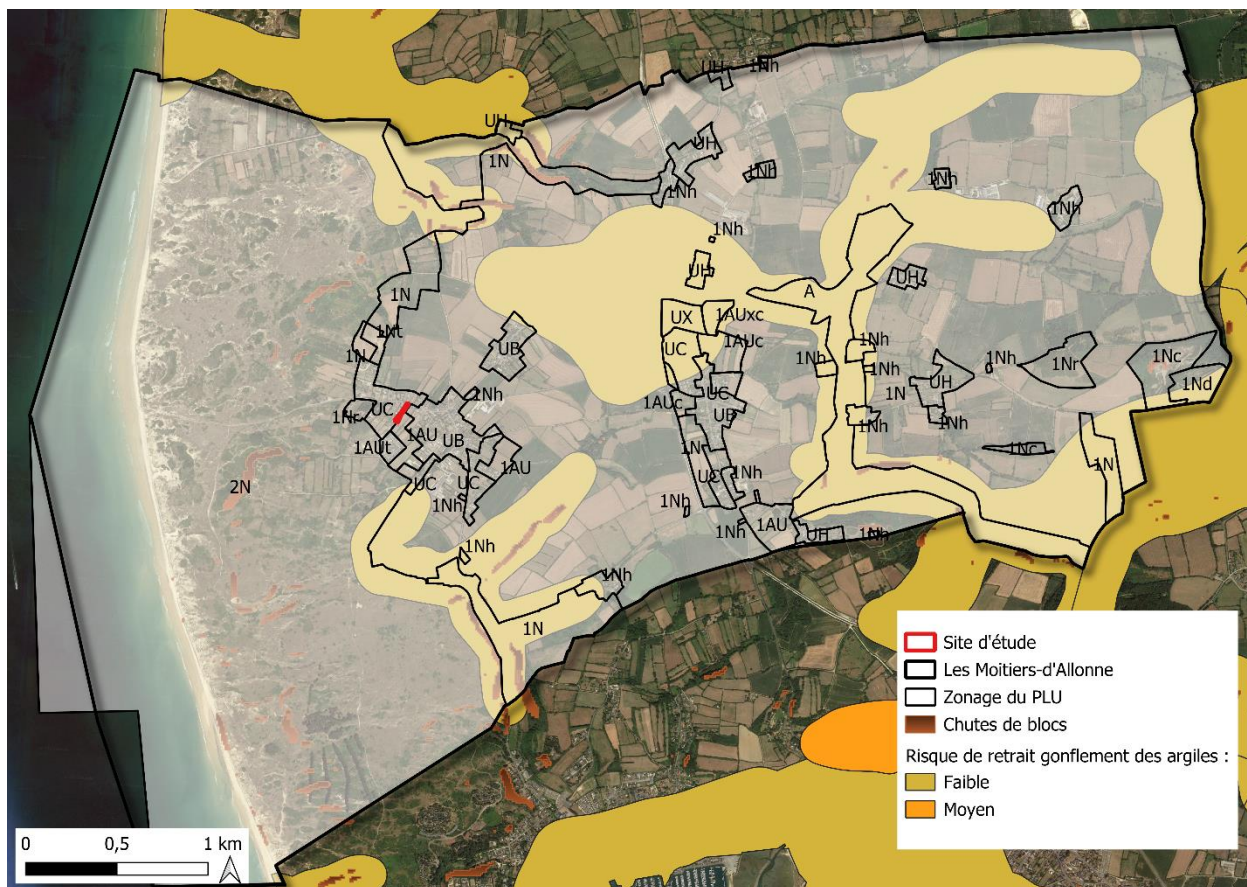 UH
1Nh
UH
1N
UH
1Nh
1Nh
1Nh
1Nh
1Nh
UH
UH
A
1N
1Nt
1N
UX
1AUxc
UC
1AUc
UB
1Nh
1Nh
1Nh
1Nh
1Nr
1Nc
1Nd
1Nh
UC
1AUc
UC
UH
1N
1Nr
1AU
UB
UB
1Nh
1Nh
1AUt
1N
1Nc
1N
1AU
2N
UC
UC
1Nh
UC
1Nh
1Nh
1Nh
1AU
UH
1Nh
1Nh
1Nh
1N
Site d'étude
Les Moitiers-d'Allonne
Zonage du PLU
Chutes de blocs
Risque de retrait gonflement des argiles :
Faible
Moyen
0 0,5 1 km